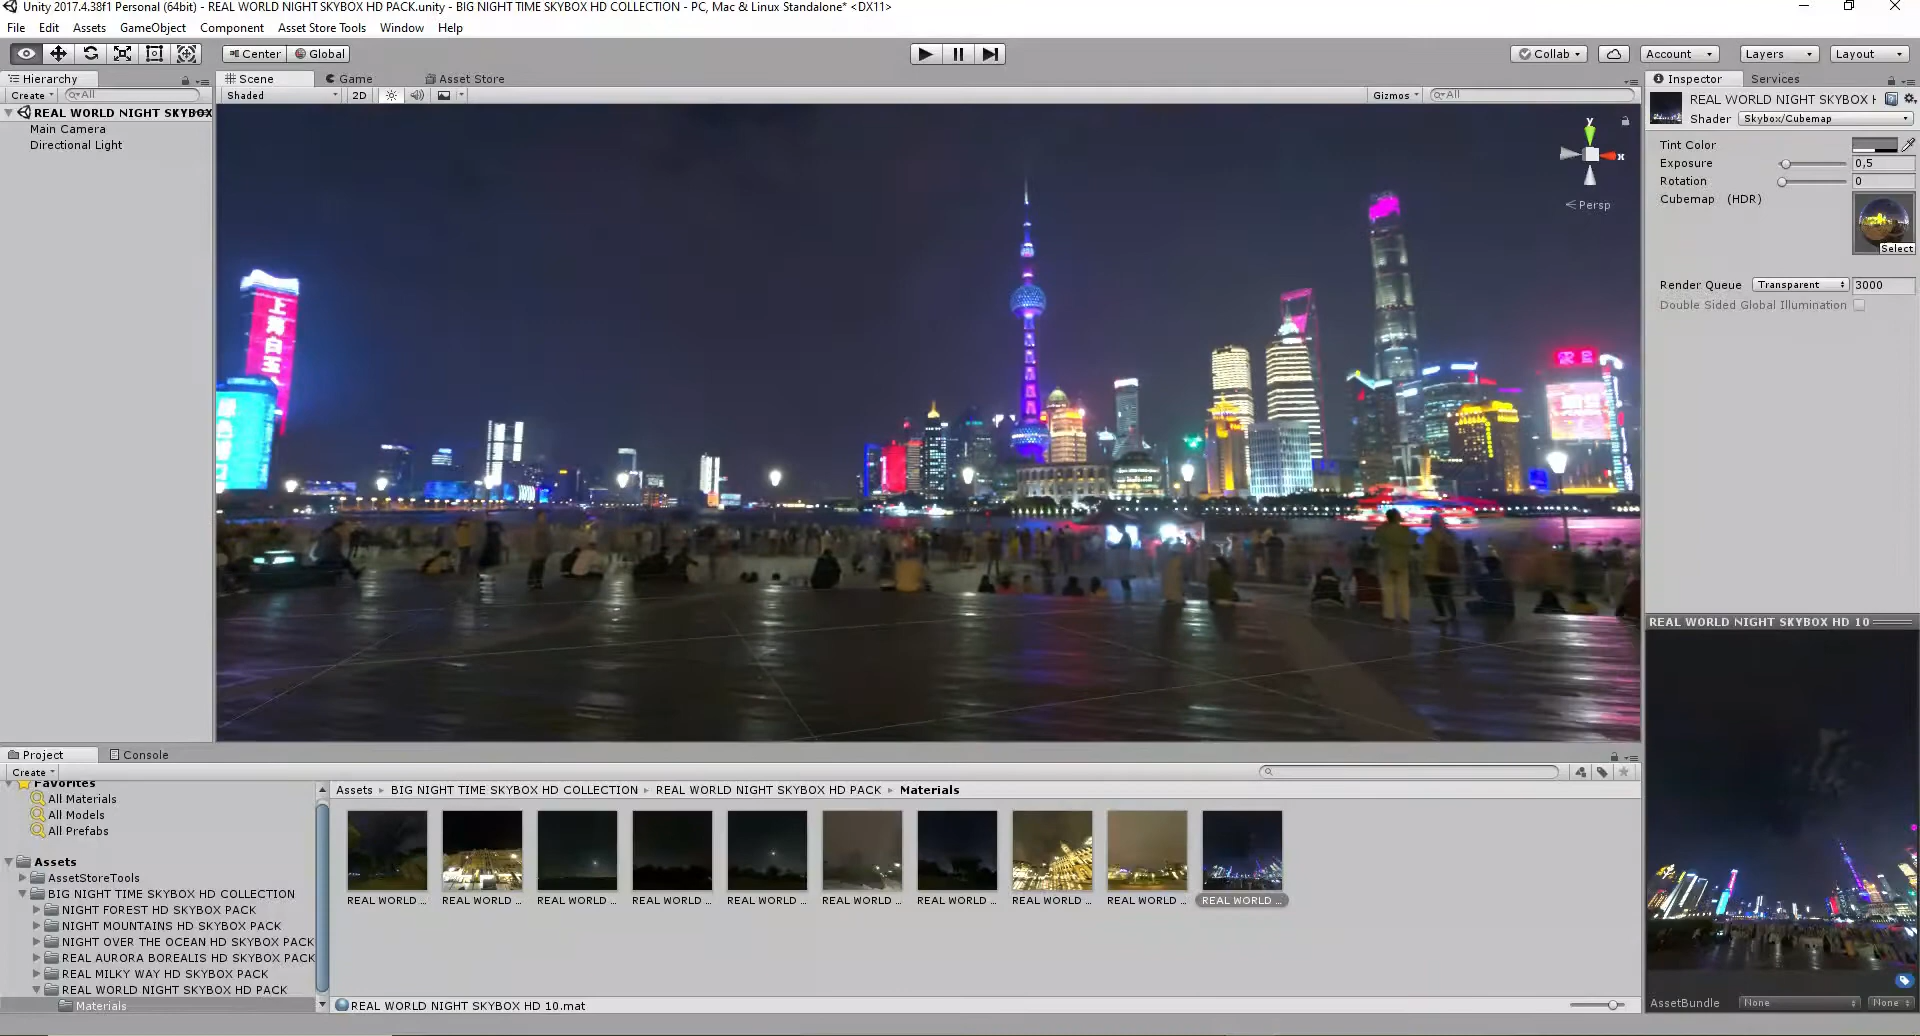 Unity 2017.4.38f1 Personal (64bit) - REAL WORLD NIGHT SKYBOX HD PACK.unity - BIG NIGHT TIME SKYBOX HD COLLECTION - PC, Mac & Linux Standalone* <DX11>
File Edit Assets GameObject Component Asset Store Tools Window Help
Center Global Collab Account Layers Layout
Hierarchy Scene Game Asset Store Inspector Services
Create All Shaded 2D Gizmos All
REAL WORLD NIGHT SKYBOX
Main Camera
Directional Light
y
x
Persp
上海白玉
REAL WORLD NIGHT SKYBOX H
Shader Skybox/Cubemap
Tint Color
Exposure 0,5
Rotation 0
Cubemap (HDR)
Select
Render Queue Transparent 3000
Double Sided Global Illumination
REAL WORLD NIGHT SKYBOX HD 10
AssetBundle None None
Project Console
Create
Favorites
All Materials
All Models
All Prefabs
Assets
AssetStoreTools
BIG NIGHT TIME SKYBOX HD COLLECTION
NIGHT FOREST HD SKYBOX PACK
NIGHT MOUNTAINS HD SKYBOX PACK
NIGHT OVER THE OCEAN HD SKYBOX PACK
REAL AURORA BOREALIS HD SKYBOX PACK
REAL MILKY WAY HD SKYBOX PACK
REAL WORLD NIGHT SKYBOX HD PACK
Materials
Assets BIG NIGHT TIME SKYBOX HD COLLECTION REAL WORLD NIGHT SKYBOX HD PACK Materials
REAL WORLD ... REAL WORLD ... REAL WORLD ... REAL WORLD ... REAL WORLD ... REAL WORLD ... REAL WORLD ... REAL WORLD ... REAL WORLD ... REAL WORLD ...
REAL WORLD NIGHT SKYBOX HD 10.mat